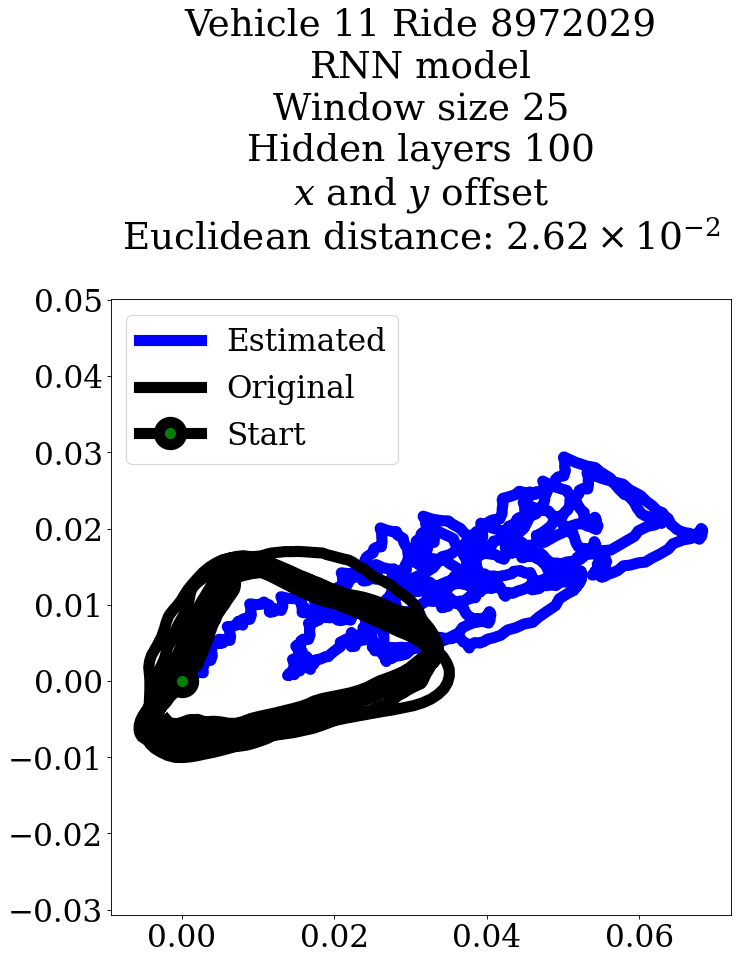 Vehicle 11 Ride 8972029
RNN model
Window size 25
Hidden layers 100
x and y offset
Euclidean distance: 2.62 × 10⁻²
0.05
0.04
0.03
0.02
0.01
0.00
−0.01
−0.02
−0.03
Estimated
Original
Start
0.00 0.02 0.04 0.06